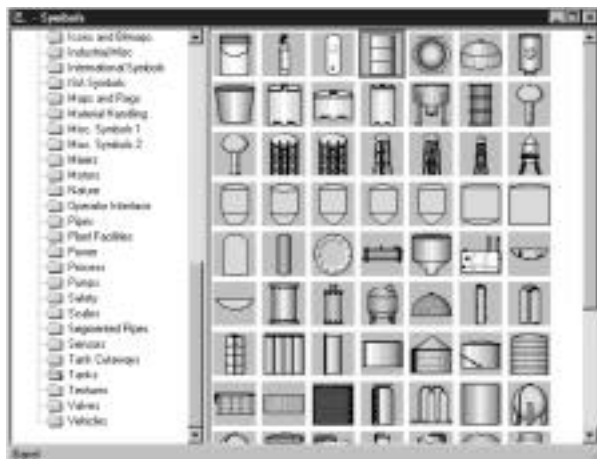 - Symbols
Icons and Bitmaps
Industrial Misc
International Symbols
ISA Symbols
Maps and Flags
Material Handling
Misc. Symbols 1
Misc. Symbols 2
Mixers
Motors
Nature
Operator Interface
Pipes
Plant Facilities
Power
Process
Pumps
Safety
Scales
Segmented Pipes
Sensors
Tank Cutaways
Tanks
Textures
Valves
Vehicles